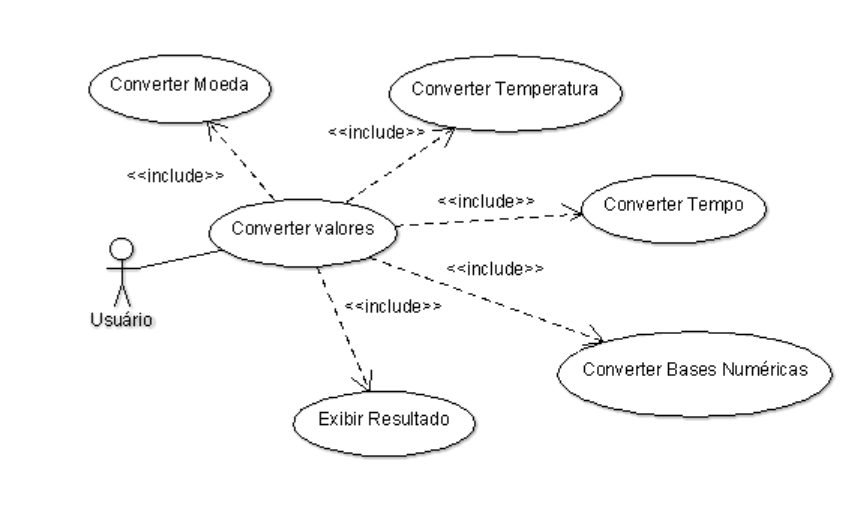 Converter Moeda
Converter Temperatura
<<include>>
<<include>>
<<include>>
Converter Tempo
Converter valores
<<include>>
<<include>>
Usuário
Converter Bases Numéricas
Exibir Resultado